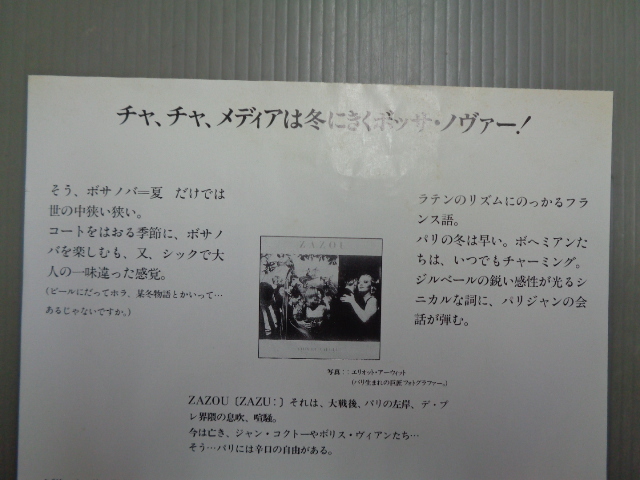 チャ、チャ、メディアは冬にきくボッサ・ノヴァー!
そう、ボサノバ=夏 だけでは
世の中狭い狭い。
コートをはおる季節に、ボサノ
バを楽しむも、又、シックで大
人の一味違った感覚。
(ビールにだってホラ、某冬物語とかいって…
あるじゃないですか。)
ZAZOU
ラテンのリズムにのっかるフラ
ンス語。
パリの冬は早い。ボヘミアンた
ちは、いつでもチャーミング。
ジルベールの鋭い感性が光るシ
ニカルな詞に、パリジャンの会
話が弾む。
写真::エリオット・アーウィット
(パリ生まれの巨匠フォトグラファー。)
ZAZOU〔ZAZU:〕それは、大戦後、パリの左岸、デ・プ
レ界隈の息吹、喧騒。
今は亡き、ジャン・コクトーやボリス・ヴィアンたち…
そう…パリには辛口の自由がある。